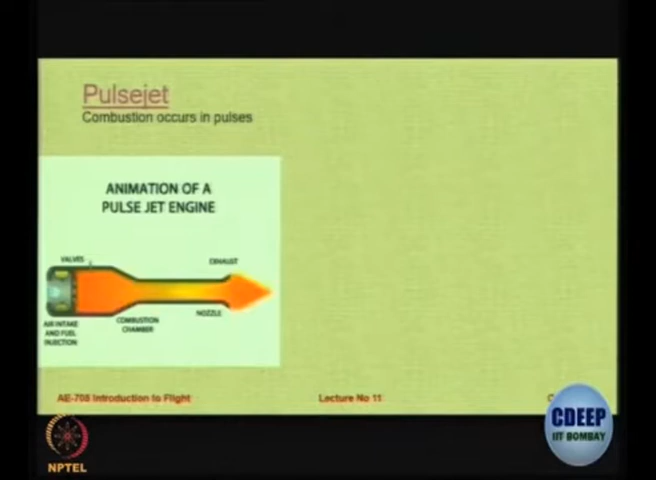 Pulsejet
Combustion occurs in pulses
ANIMATION OF A
PULSE JET ENGINE
VALVES
EXHAUST
AIR INTAKE
AND FUEL
INJECTION
COMBUSTION
CHAMBER
NOZZLE
AE-708 Introduction to Flight
Lecture No 11
CDEEP
IIT BOMBAY
NPTEL